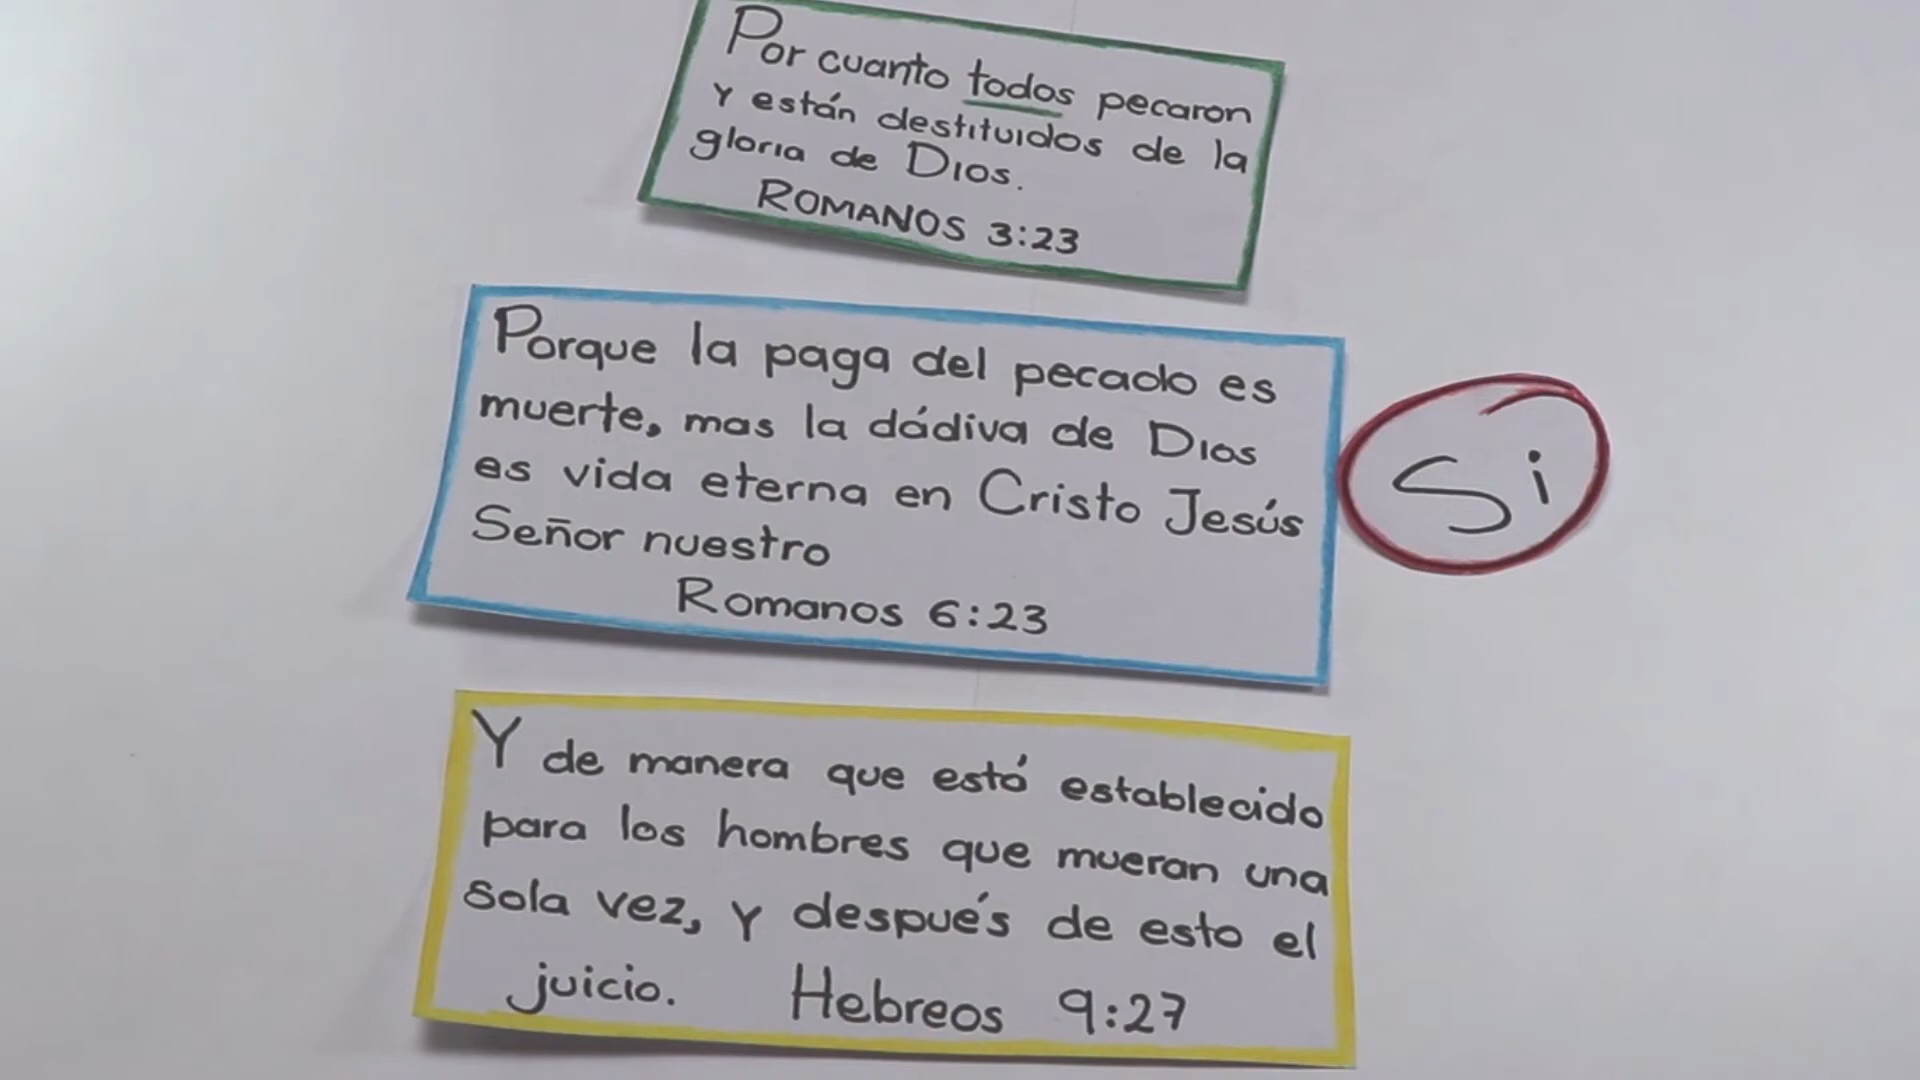 Por cuanto todos pecaron
y están destituidos de la
gloria de Dios.
ROMANOS 3:23
Porque la paga del pecado es
muerte, mas la dádiva de Dios
es vida eterna en Cristo Jesús
Señor nuestro
Romanos 6:23
Si
Y de manera que está establecido
para los hombres que mueran una
sola vez, y después de esto el
juicio. Hebreos 9:27